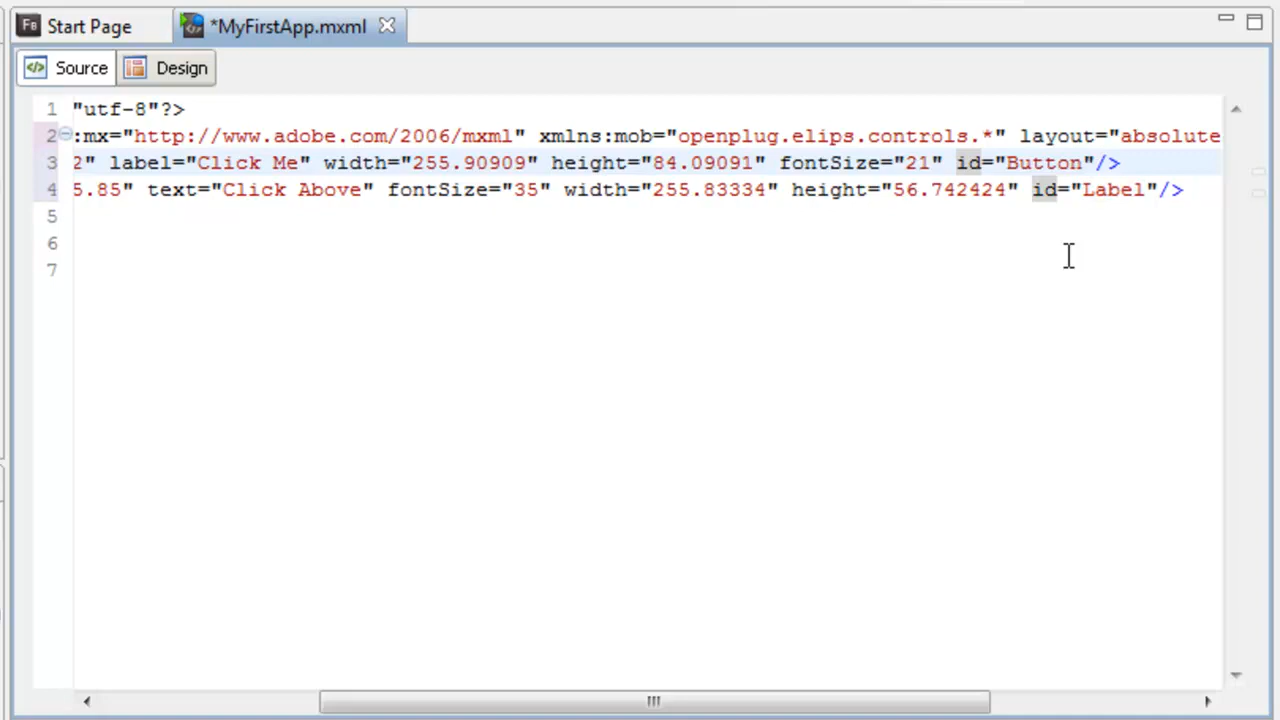 Start Page
*MyFirstApp.mxml
Source
Design
1 "utf-8"?>
2 :mx="http://www.adobe.com/2006/mxml" xmlns:mob="openplug.elips.controls.*" layout="absolute
3 2" label="Click Me" width="255.90909" height="84.09091" fontSize="21" id="Button"/>
4 5.85" text="Click Above" fontSize="35" width="255.83334" height="56.742424" id="Label"/>
5
6
7